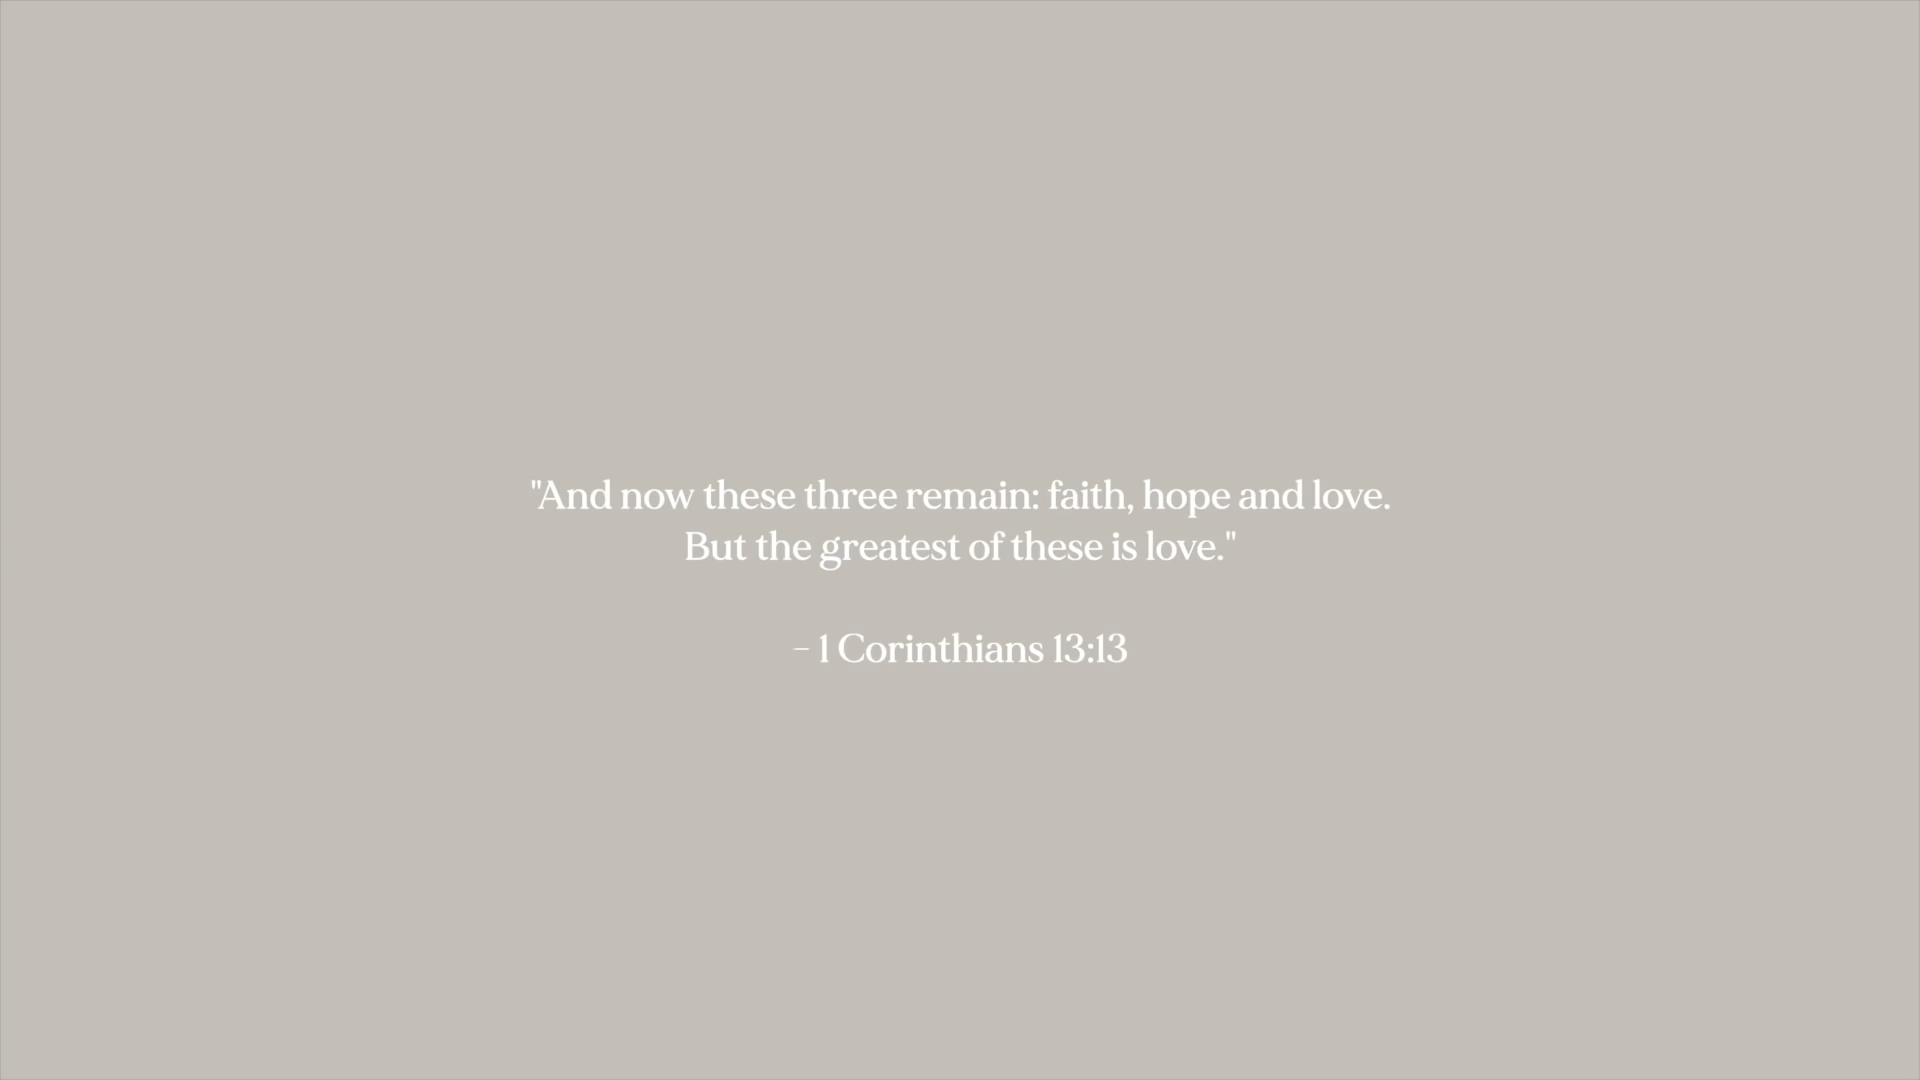 "And now these three remain: faith, hope and love.
But the greatest of these is love."
– 1 Corinthians 13:13